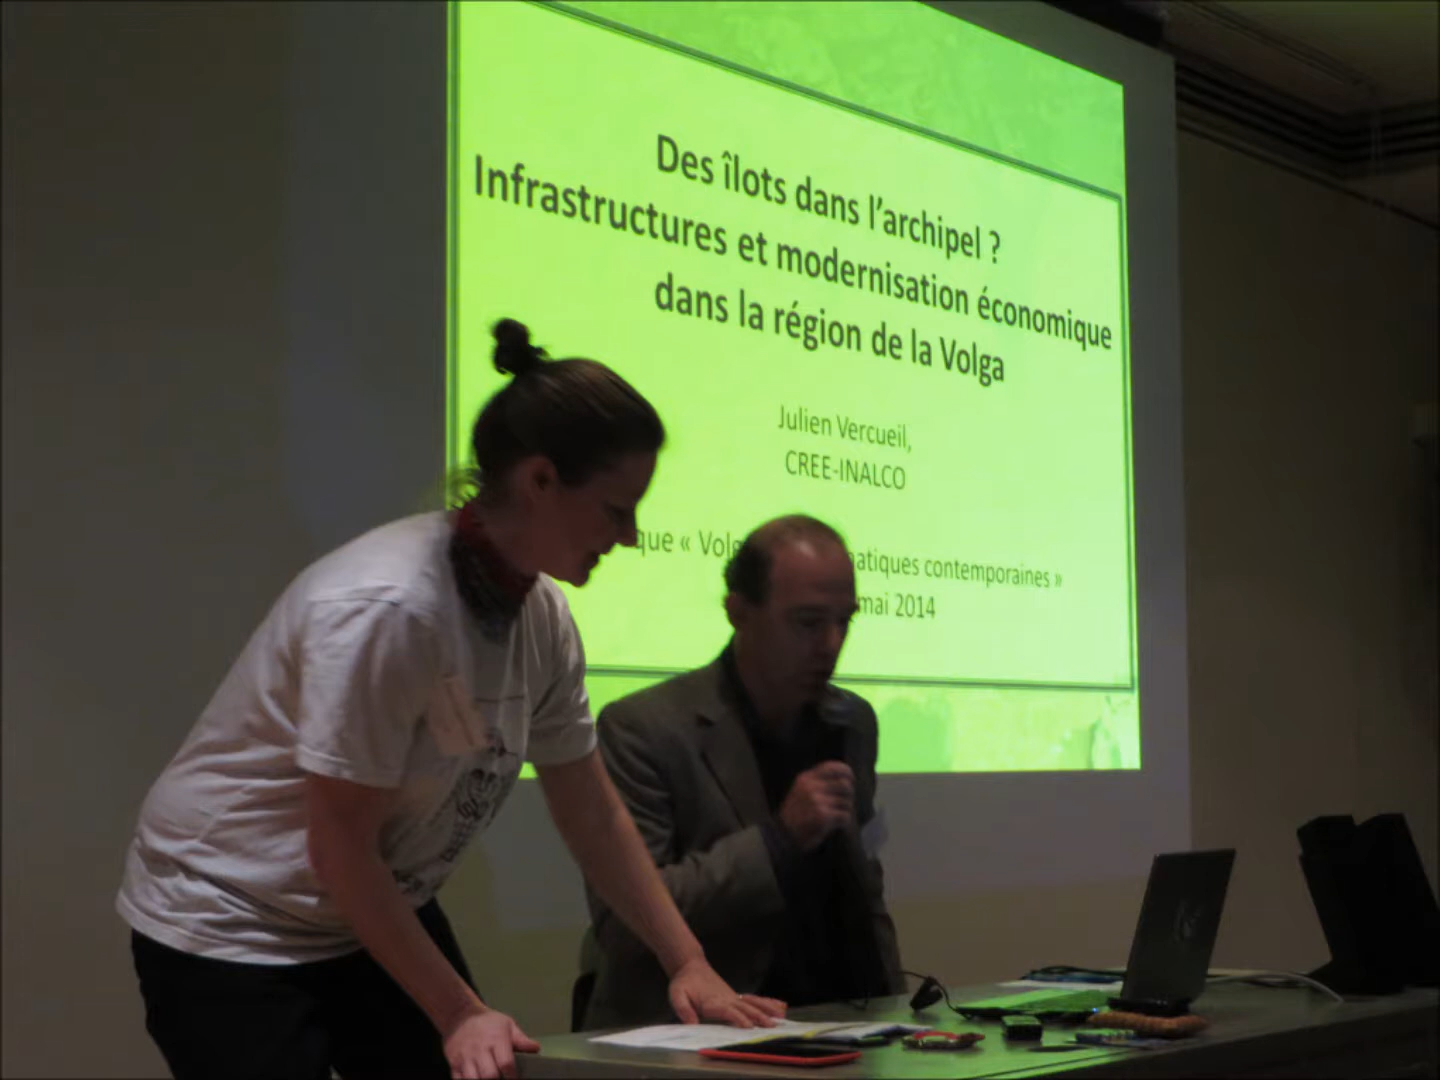 Des îlots dans l'archipel ?
Infrastructures et modernisation économique
dans la région de la Volga
Julien Vercueil,
CREE-INALCO
« contemporaines »
mai 2014